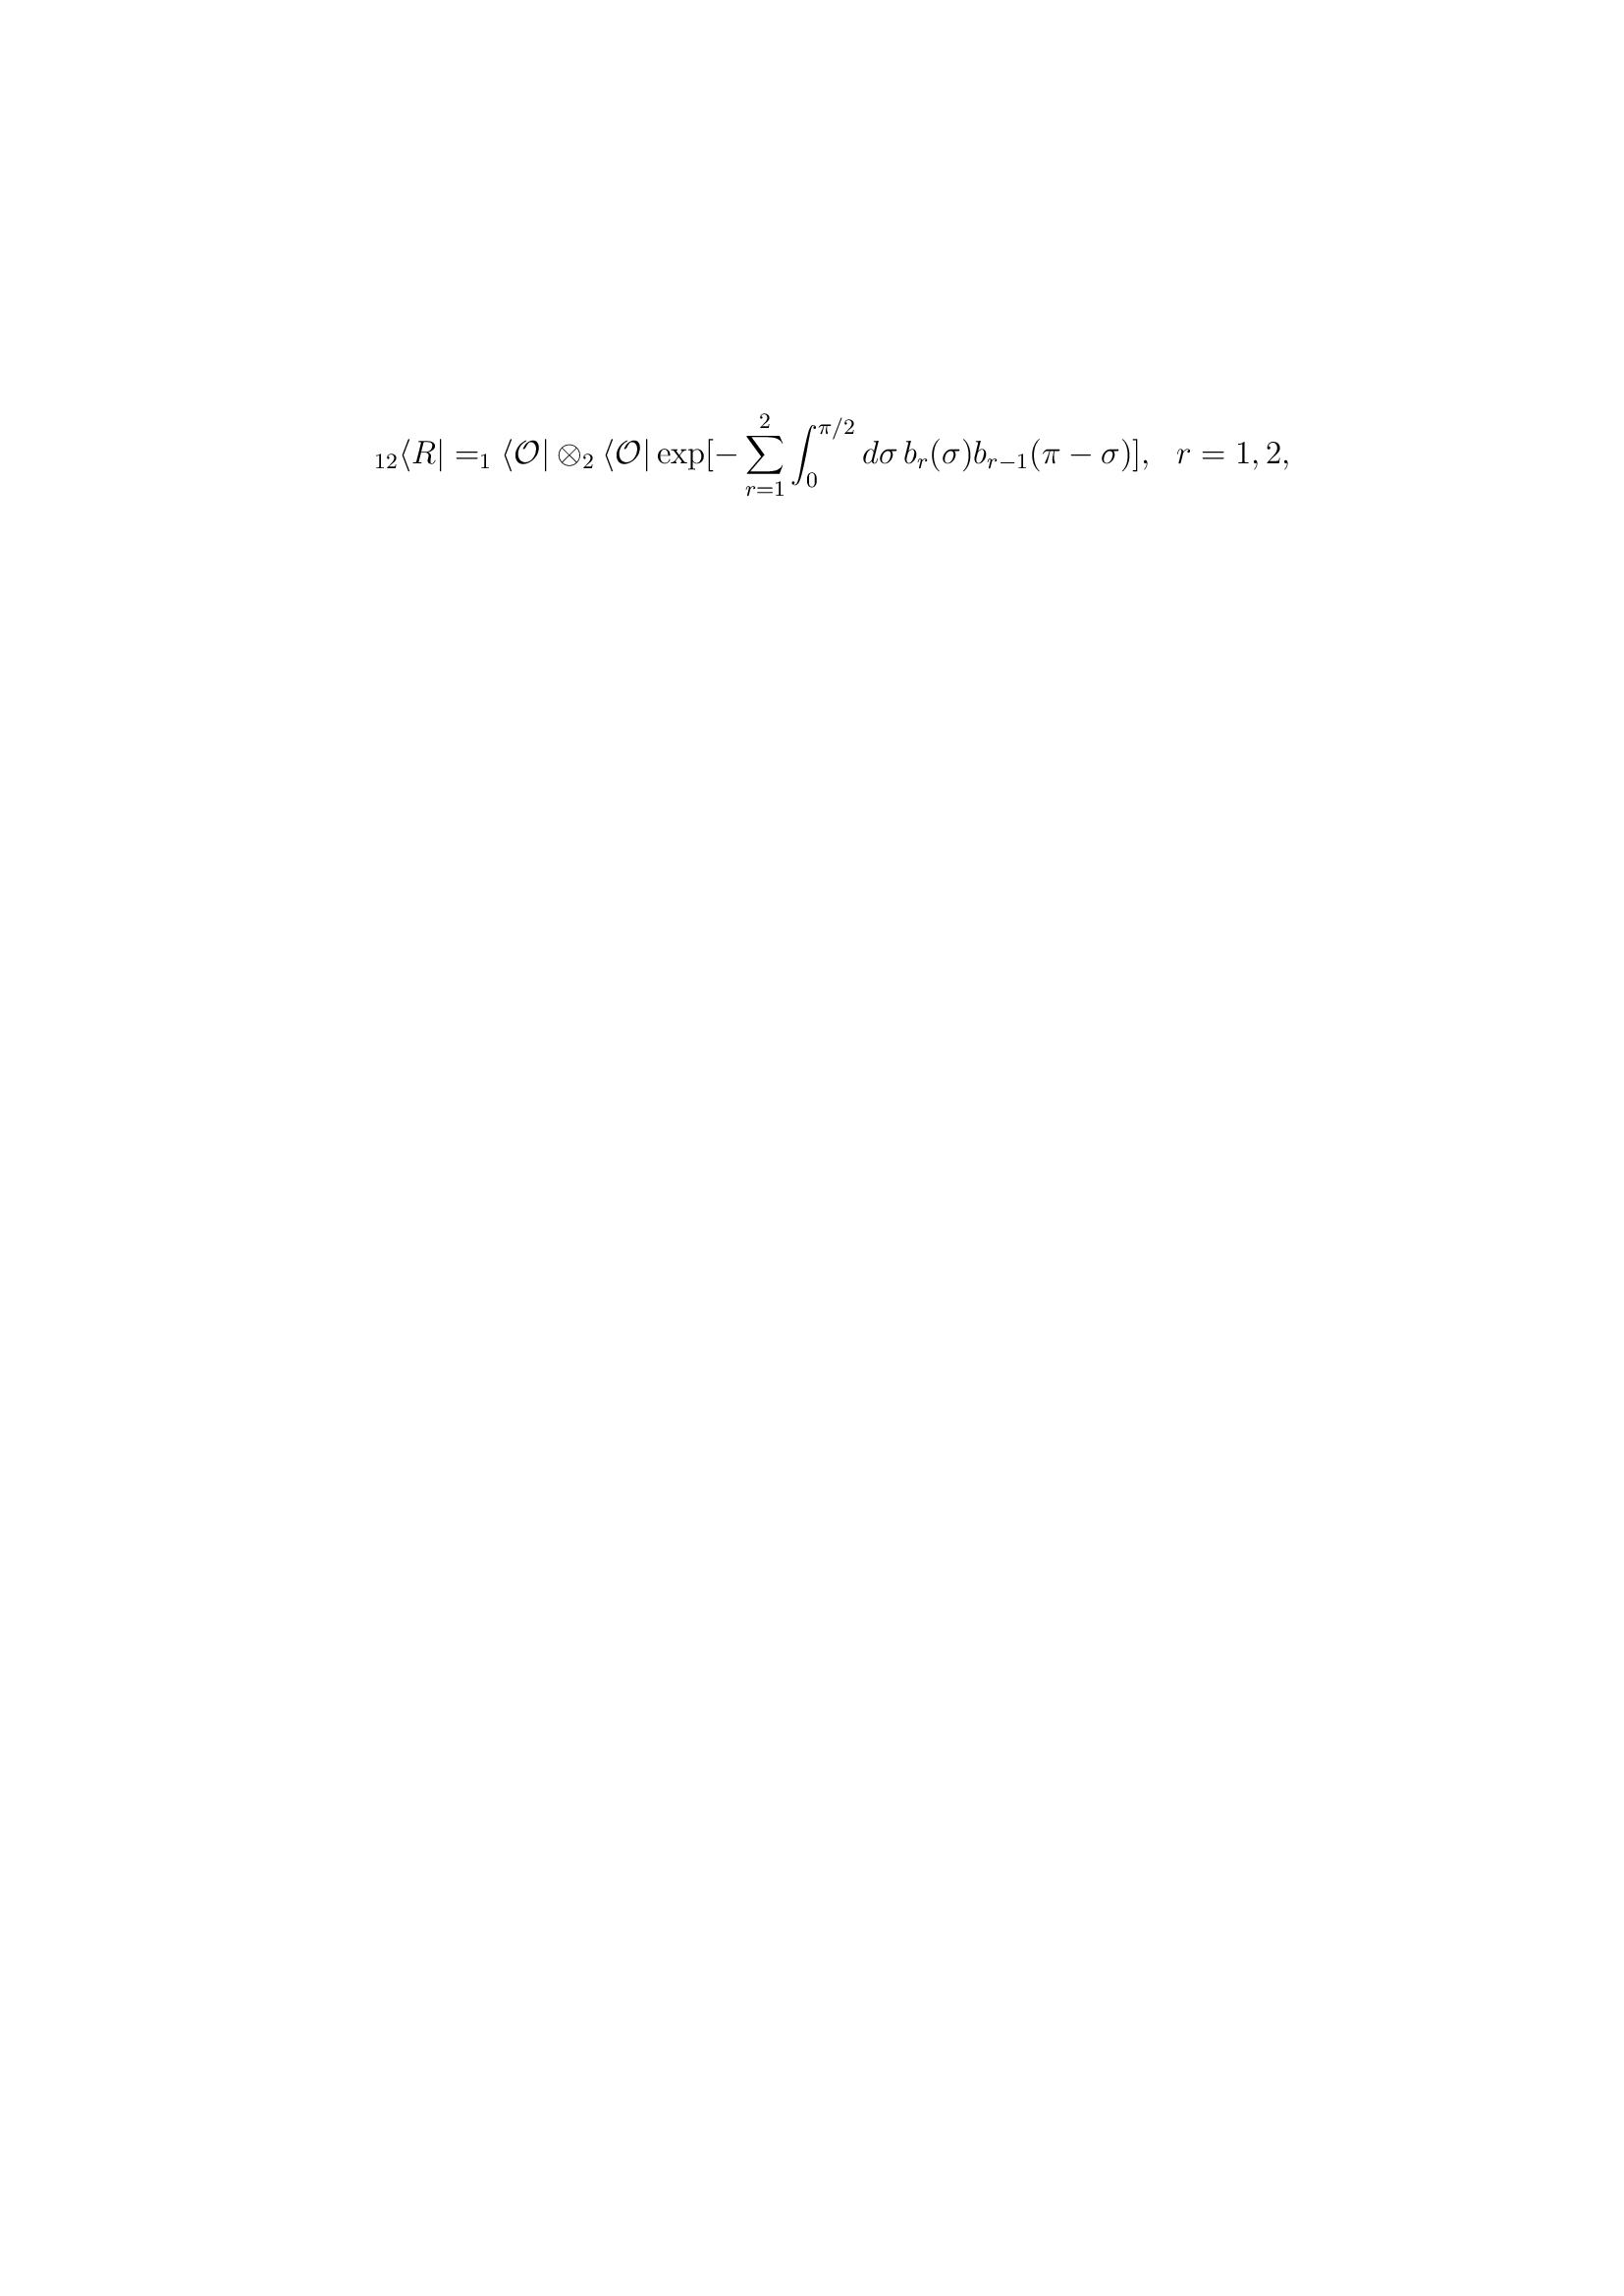 $_{12}\langle R| =_1 \langle \mathcal{O}| \otimes_2 \langle \mathcal{O}| \exp[-\sum_{r=1}^{2} \int_0^{\pi/2} d\sigma \, b_r(\sigma) b_{r-1}(\pi - \sigma)], \ \ r = 1, 2,$